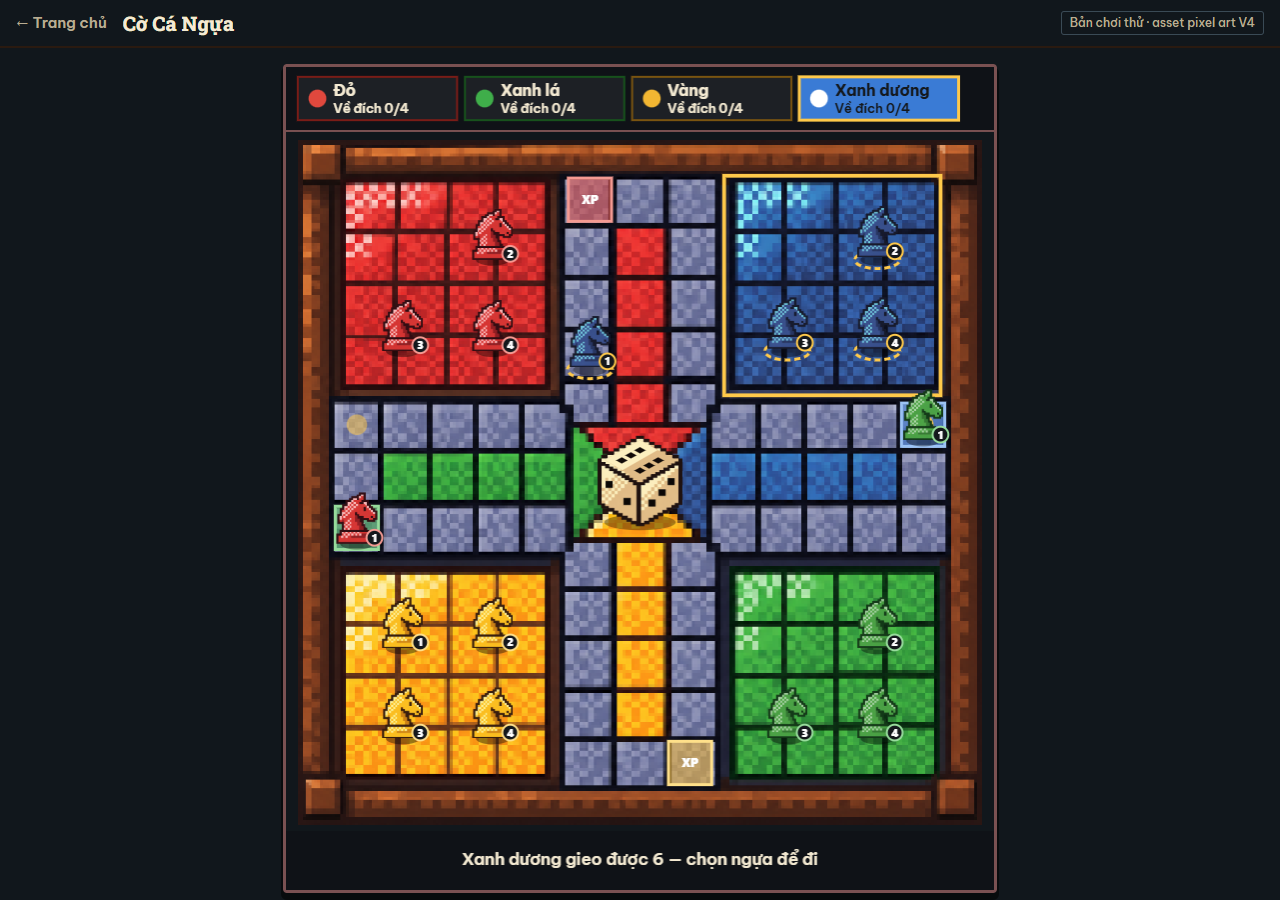 ← Trang chủ
Cờ Cá Ngựa
Bản chơi thử · asset pixel art V4
Đỏ
Về đích 0/4
Xanh lá
Về đích 0/4
Vàng
Về đích 0/4
Xanh dương
Về đích 0/4
XP
2
2
3
4
1
3
4
1
1
1
2
2
3
4
3
4
XP
Xanh dương gieo được 6 – chọn ngựa để đi